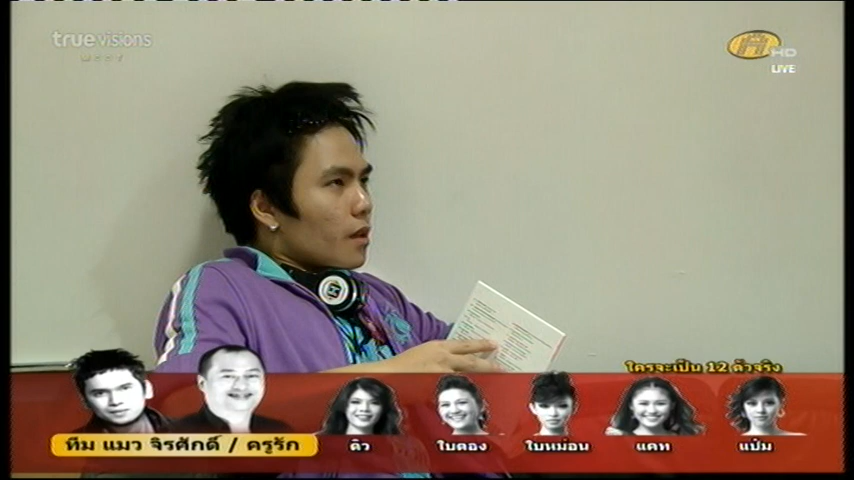 truevisions
HD
LIVE
ใครจะเป็น 12 ตัวจริง
ทีม แมว จิรศักดิ์ / ครูรัก
ดิว
ใบตอง
ใบหม่อน
แคท
แป้ม